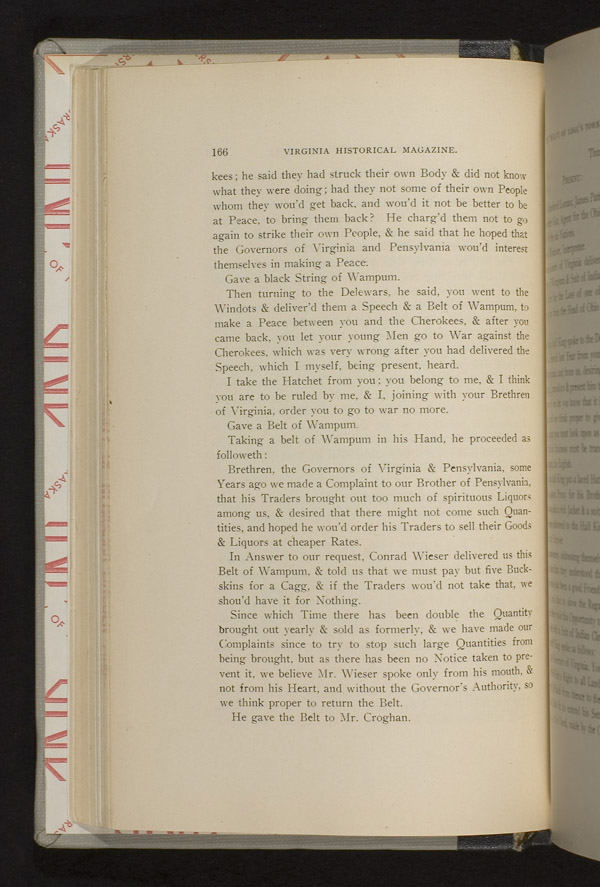 166 VIRGINIA HISTORICAL MAGAZINE.
kees; he said they had struck their own Body & did not know
what they were doing; had they not some of their own People
whom they wou'd get back, and wou'd it not be better to be
at Peace, to bring them back? He charg'd them not to go
again to strike their own People, & he said that he hoped that
the Governors of Virginia and Pensylvania wou'd interest
themselves in making a Peace.
Gave a black String of Wampum.
Then turning to the Delewars, he said, you went to the
Windots & deliver'd them a Speech & a Belt of Wampum, to
make a Peace between you and the Cherokees, & after you
came back, you let your young Men go to War against the
Cherokees, which was very wrong after you had delivered the
Speech, which I myself, being present, heard.
I take the Hatchet from you; you belong to me, & I think
you are to be ruled by me, & I, joining with your Brethren
of Virginia, order you to go to war no more.
Gave a Belt of Wampum.
Taking a belt of Wampum in his Hand, he proceeded as
followeth:
Brethren, the Governors of Virginia & Pensylvania, some
Years ago we made a Complaint to our Brother of Pensylvania,
that his Traders brought out too much of spirituous Liquors
among us, & desired that there might not come such Quan-
tities, and hoped he wou'd order his Traders to sell their Goods
& Liquors at cheaper Rates.
In Answer to our request, Conrad Wieser delivered us this
Belt of Wampum, & told us that we must pay but five Buck-
skins for a Cagg, & if the Traders wou'd not take that, we
shou'd have it for Nothing.
Since which Time there has been double the Quantity
brought out yearly & sold as formerly, & we have made our
Complaints since to try to stop such large Quantities from
being brought, but as there has been no Notice taken to pre-
vent it, we believe Mr. Wieser spoke only from his mouth, &
not from his Heart, and without the Governor's Authority, so
we think proper to return the Belt.
He gave the Belt to Mr. Croghan.